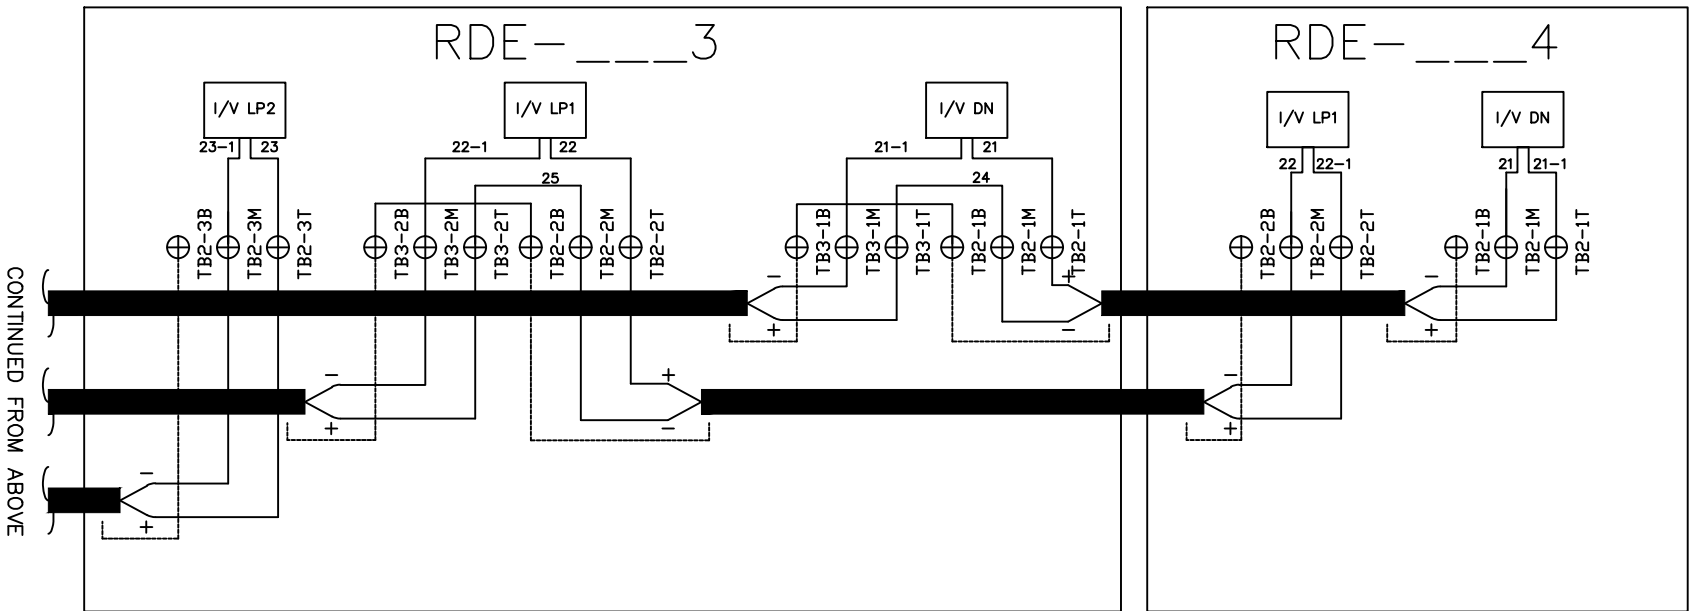 RDE-___3
RDE-___4
I/V LP2
I/V LP1
I/V DN
I/V LP1
I/V DN
23-1
23
22-1
22
21-1
21
22
22-1
21
21-1
25
24
TB2-3B
TB2-3M
TB2-3T
TB3-2B
TB3-2M
TB3-2T
TB2-2B
TB2-2M
TB2-2T
TB3-1B
TB3-1M
TB3-1T
TB2-1B
TB2-1M
TB2-1T
TB2-2B
TB2-2M
TB2-2T
TB2-1B
TB2-1M
TB2-1T
-
+
+
-
-
+
-
+
+
-
-
+
-
+
CONTINUED FROM ABOVE